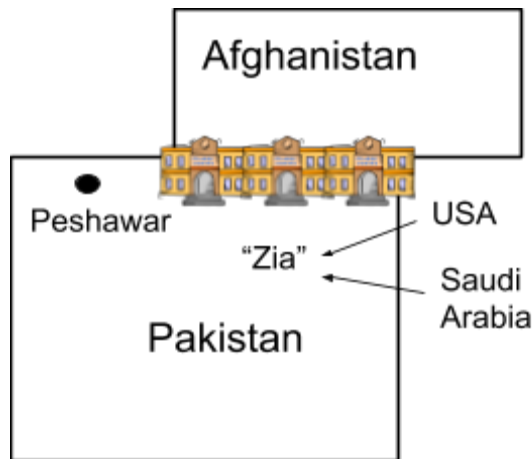 Afghanistan
Peshawar
USA
“Zia”
Saudi
Arabia
Pakistan